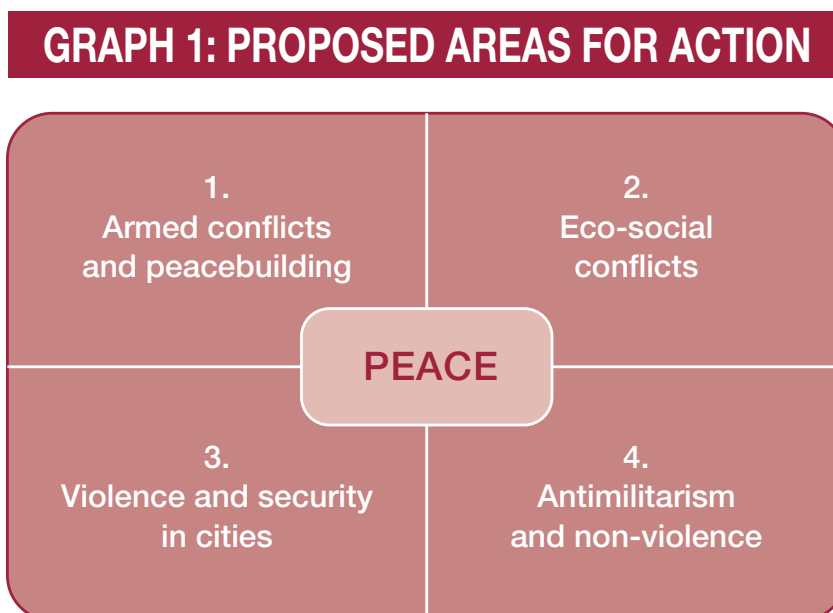 GRAPH 1: PROPOSED AREAS FOR ACTION
1.
Armed conflicts
and peacebuilding
2.
Eco-social
conflicts
PEACE
3.
Violence and security
in cities
4.
Antimilitarism
and non-violence